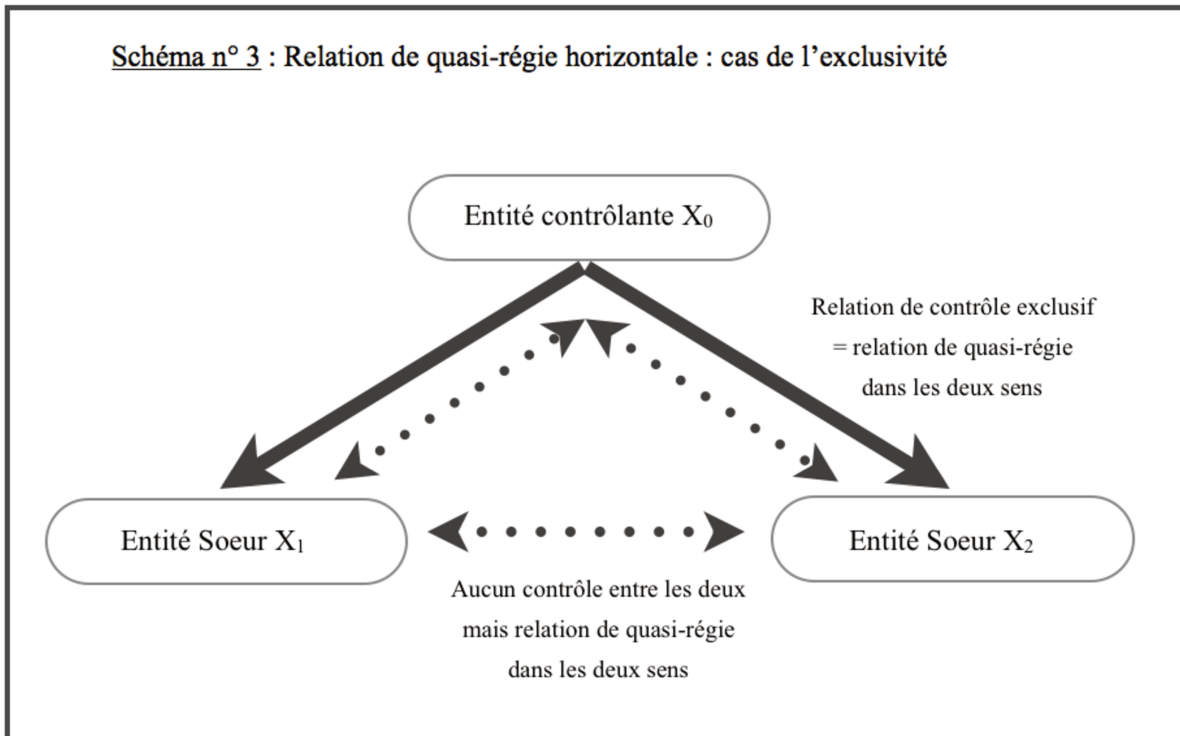 Schéma n° 3 : Relation de quasi-régie horizontale : cas de l’exclusivité
Entité contrôlante X₀
Relation de contrôle exclusif
= relation de quasi-régie
dans les deux sens
Entité Soeur X₁
Entité Soeur X₂
Aucun contrôle entre les deux
mais relation de quasi-régie
dans les deux sens